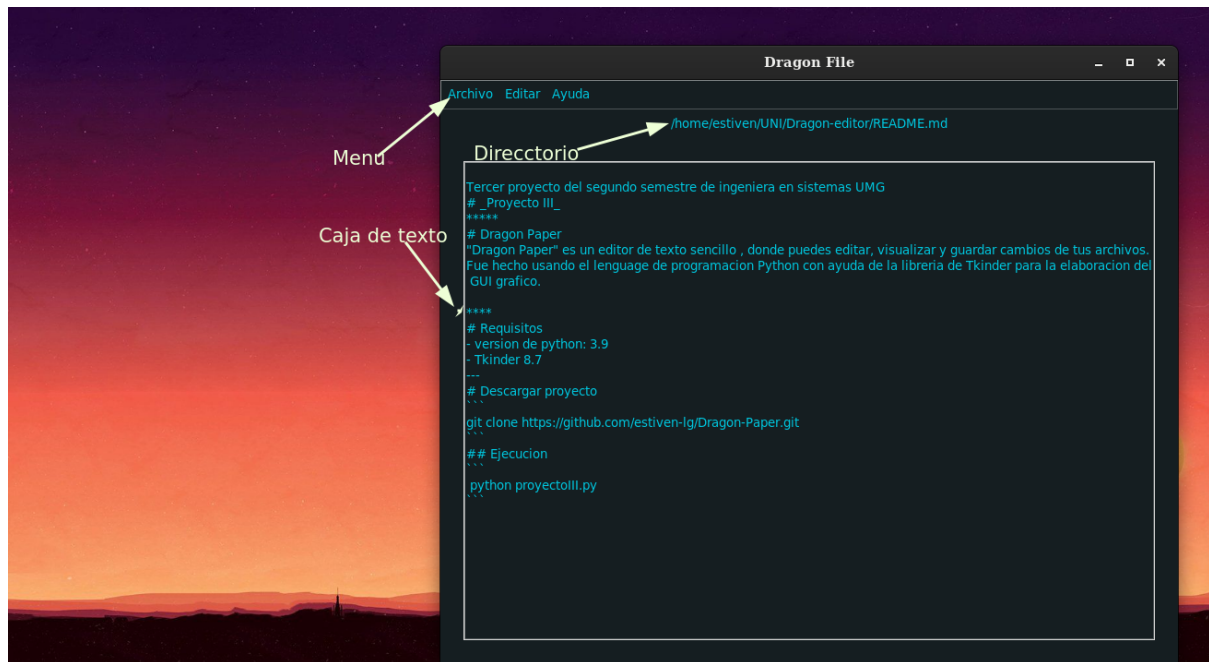 Dragon File
Archivo Editar Ayuda
/home/estiven/UNI/Dragon-editor/README.md
Menu
Direcctorio
Tercer proyecto del segundo semestre de ingeniera en sistemas UMG
# _Proyecto III_
*****
Caja de texto
# Dragon Paper
"Dragon Paper" es un editor de texto sencillo , donde puedes editar, visualizar y guardar cambios de tus archivos.
Fue hecho usando el lenguage de programacion Python con ayuda de la libreria de Tkinder para la elaboracion del
GUI grafico.
****
# Requisitos
- version de python: 3.9
- Tkinder 8.7
---
# Descargar proyecto
```
git clone https://github.com/estiven-lg/Dragon-Paper.git
```
## Ejecucion
```
python proyectoIII.py
```